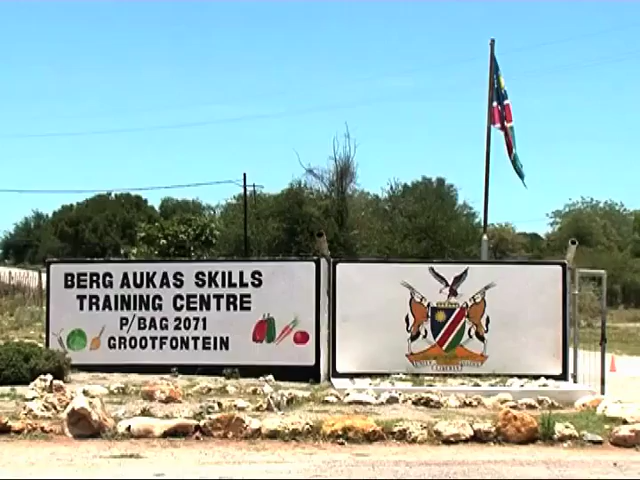 BERG AUKAS SKILLS
TRAINING CENTRE
P/BAG 2071
GROOTFONTEIN